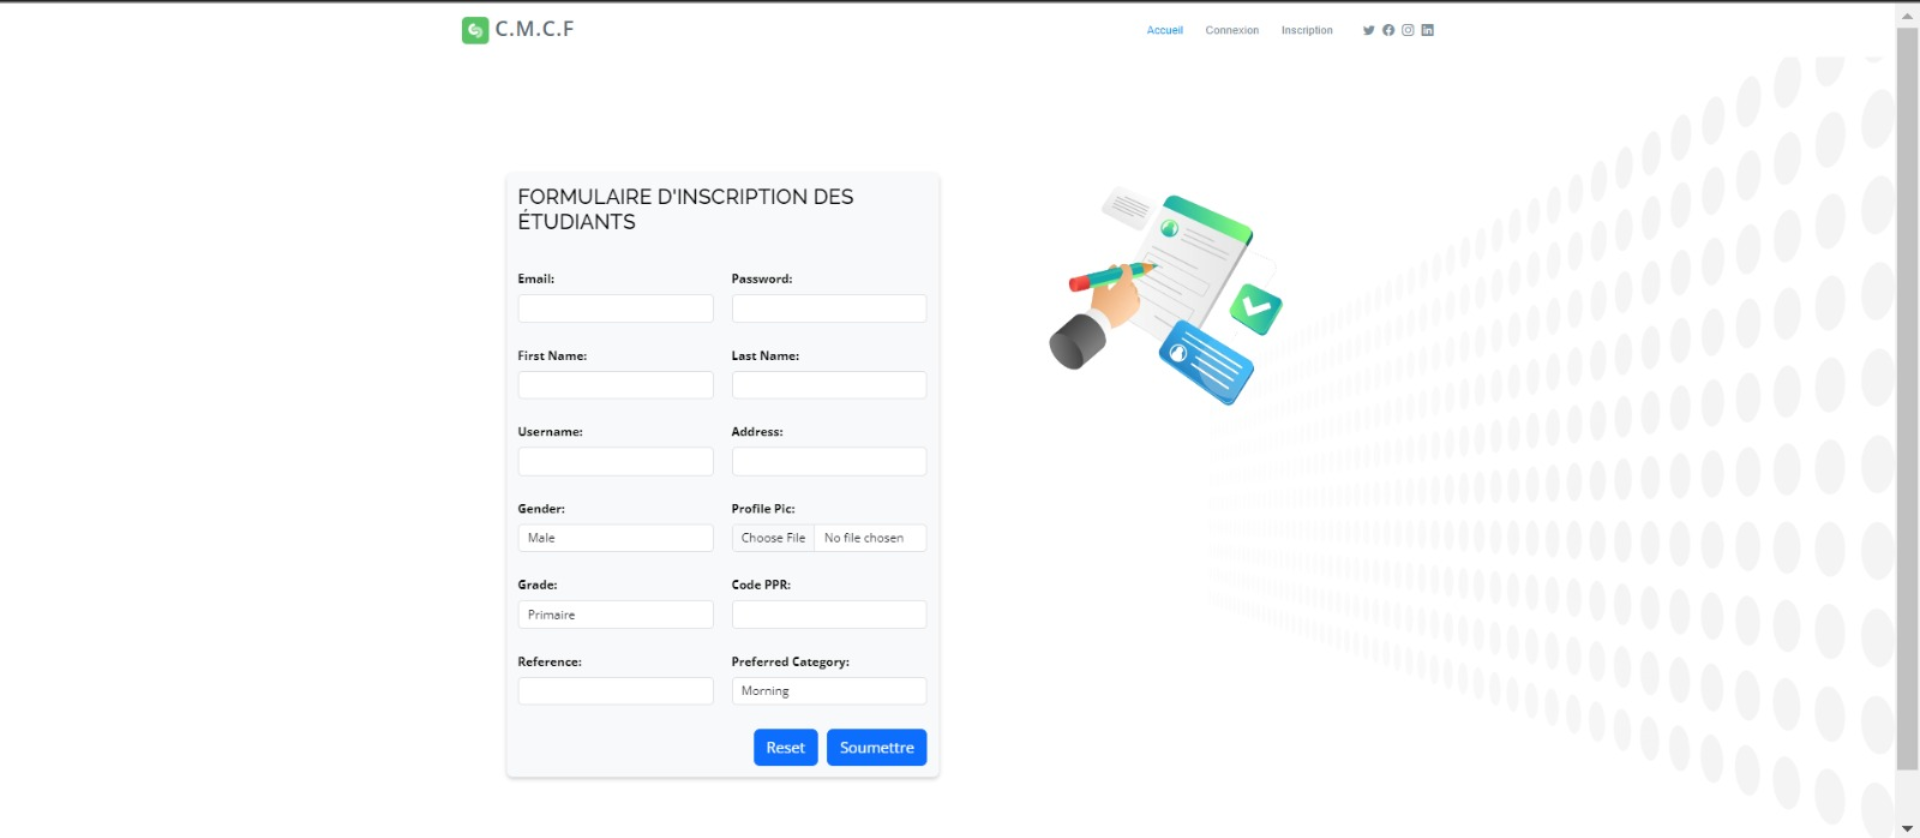 C.M.C.F
Accueil Connexion Inscription
FORMULAIRE D'INSCRIPTION DES
ÉTUDIANTS
Email: Password:
First Name: Last Name:
Username: Address:
Gender: Profile Pic:
Male Choose File No file chosen
Grade: Code PPR:
Primaire
Reference: Preferred Category:
Morning
Reset Soumettre